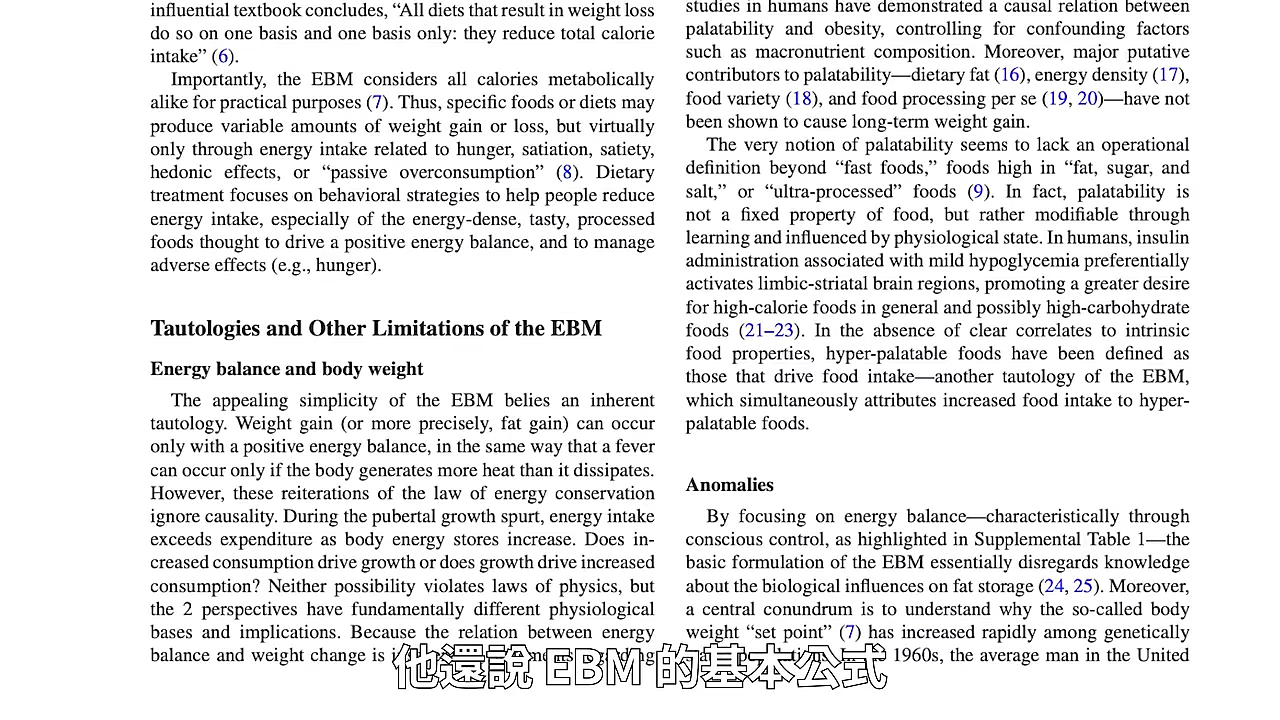 influential textbook concludes, “All diets that result in weight loss
do so on one basis and one basis only: they reduce total calorie
intake” (6).
Importantly, the EBM considers all calories metabolically
alike for practical purposes (7). Thus, specific foods or diets may
produce variable amounts of weight gain or loss, but virtually
only through energy intake related to hunger, satiation, satiety,
hedonic effects, or “passive overconsumption” (8). Dietary
treatment focuses on behavioral strategies to help people reduce
energy intake, especially of the energy-dense, tasty, processed
foods thought to drive a positive energy balance, and to manage
adverse effects (e.g., hunger).
Tautologies and Other Limitations of the EBM
Energy balance and body weight
The appealing simplicity of the EBM belies an inherent
tautology. Weight gain (or more precisely, fat gain) can occur
only with a positive energy balance, in the same way that a fever
can occur only if the body generates more heat than it dissipates.
However, these reiterations of the law of energy conservation
ignore causality. During the pubertal growth spurt, energy intake
exceeds expenditure as body energy stores increase. Does in-
creased consumption drive growth or does growth drive increased
consumption? Neither possibility violates laws of physics, but
the 2 perspectives have fundamentally different physiological
bases and implications. Because the relation between energy
balance and weight change is
studies in humans have demonstrated a causal relation between
palatability and obesity, controlling for confounding factors
such as macronutrient composition. Moreover, major putative
contributors to palatability—dietary fat (16), energy density (17),
food variety (18), and food processing per se (19, 20)—have not
been shown to cause long-term weight gain.
The very notion of palatability seems to lack an operational
definition beyond “fast foods,” foods high in “fat, sugar, and
salt,” or “ultra-processed” foods (9). In fact, palatability is
not a fixed property of food, but rather modifiable through
learning and influenced by physiological state. In humans, insulin
administration associated with mild hypoglycemia preferentially
activates limbic-striatal brain regions, promoting a greater desire
for high-calorie foods in general and possibly high-carbohydrate
foods (21–23). In the absence of clear correlates to intrinsic
food properties, hyper-palatable foods have been defined as
those that drive food intake—another tautology of the EBM,
which simultaneously attributes increased food intake to hyper-
palatable foods.
Anomalies
By focusing on energy balance—characteristically through
conscious control, as highlighted in Supplemental Table 1—the
basic formulation of the EBM essentially disregards knowledge
about the biological influences on fat storage (24, 25). Moreover,
a central conundrum is to understand why the so-called body
weight “set point” (7) has increased rapidly among genetically
1960s, the average man in the United
他還說 EBM 的基本公式